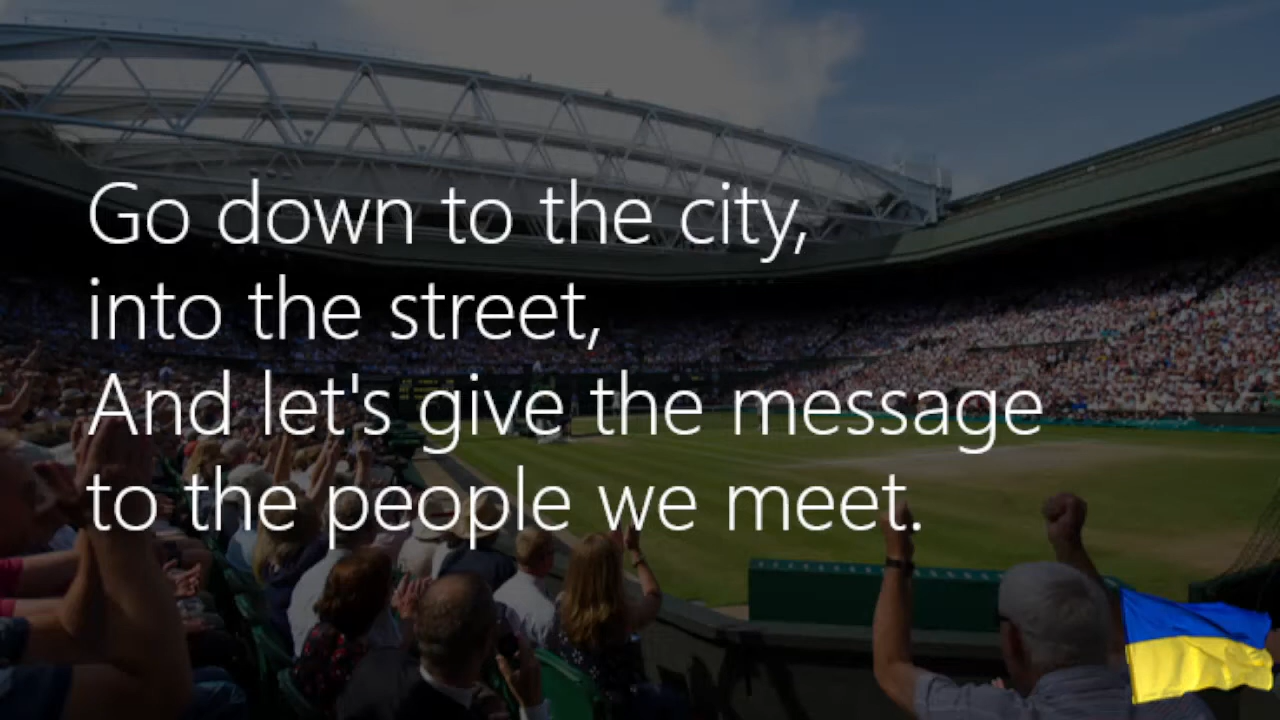 Go down to the city,
into the street,
And let's give the message
to the people we meet.